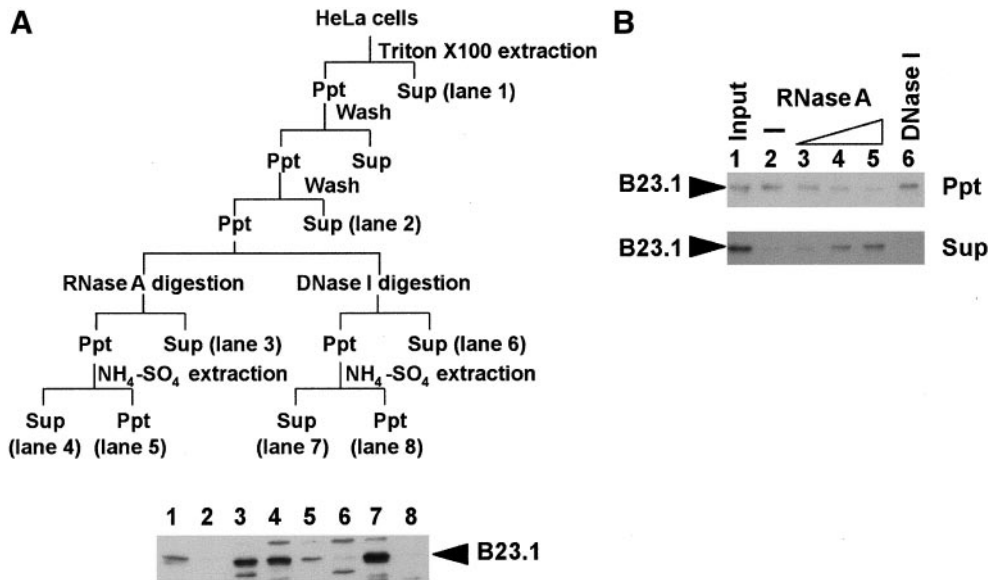 A
HeLa cells
Triton X100 extraction
Ppt Sup (lane 1)
Wash
Ppt Sup
Wash
Ppt Sup (lane 2)
RNase A digestion DNase I digestion
Ppt Sup (lane 3) Ppt Sup (lane 6)
NH₄-SO₄ extraction NH₄-SO₄ extraction
Sup Ppt Sup Ppt
(lane 4) (lane 5) (lane 7) (lane 8)
1 2 3 4 5 6 7 8
B23.1
B
Input RNase A DNase I
–
1 2 3 4 5 6
B23.1 Ppt
B23.1 Sup